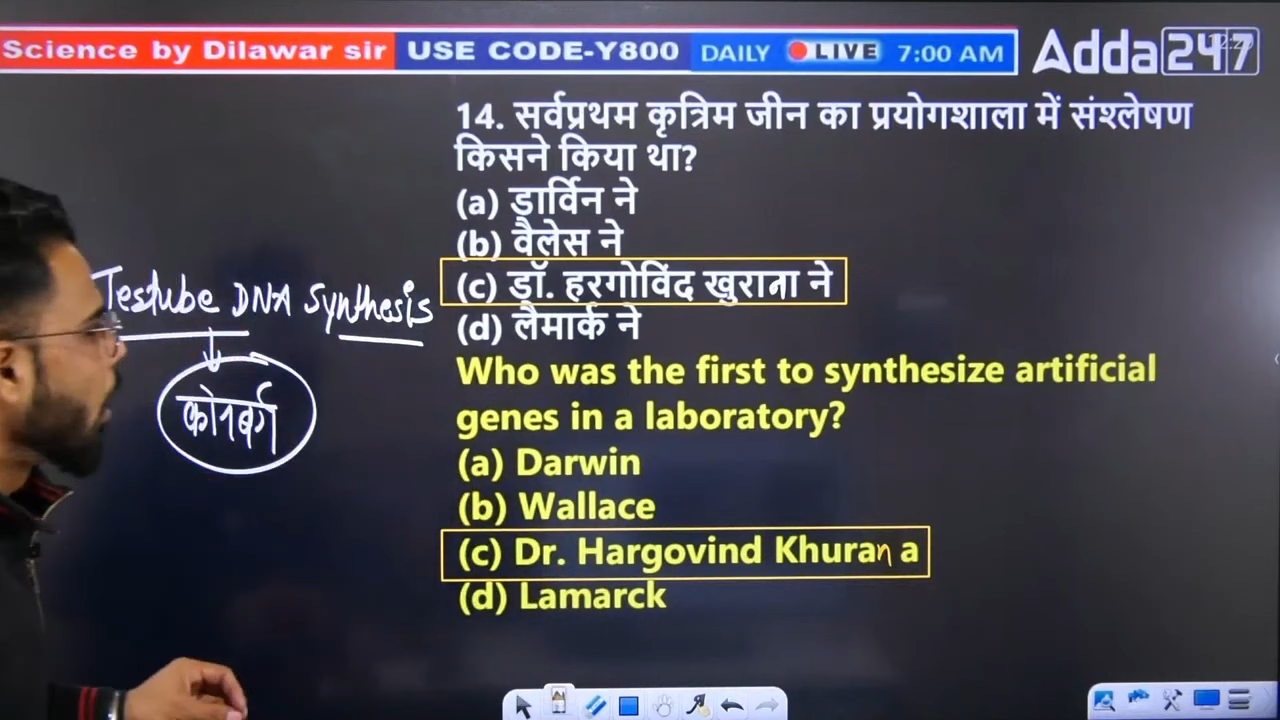 Science by Dilawar sir USE CODE-Y800 DAILY LIVE 7:00 AM Adda247
14. सर्वप्रथम कृत्रिम जीन का प्रयोगशाला में संश्लेषण
किसने किया था?
(a) डार्विन ने
(b) वैलेस ने
(c) डॉ. हरगोविंद खुराना ने
(d) लैमार्क ने
Testube DNA Synthesis
कोनबर्ग
Who was the first to synthesize artificial
genes in a laboratory?
(a) Darwin
(b) Wallace
(c) Dr. Hargovind Khurana
(d) Lamarck